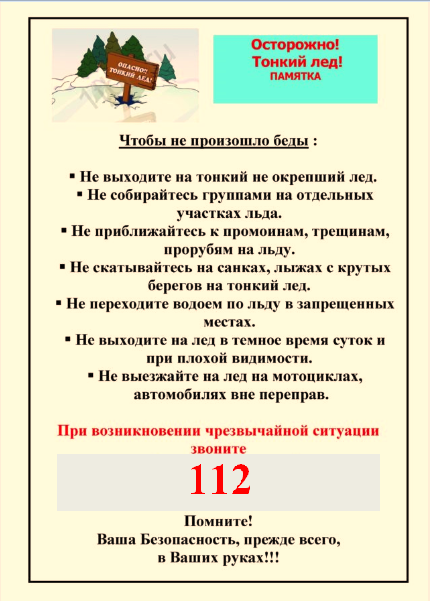 ОПАСНО!!
ТОНКИЙ ЛЕД!
Осторожно!
Тонкий лед!
ПАМЯТКА
Чтобы не произошло беды :
▪ Не выходите на тонкий не окрепший лед.
▪ Не собирайтесь группами на отдельных
участках льда.
▪ Не приближайтесь к промоинам, трещинам,
прорубям на льду.
▪ Не скатывайтесь на санках, лыжах с крутых
берегов на тонкий лед.
▪ Не переходите водоем по льду в запрещенных
местах.
▪ Не выходите на лед в темное время суток и
при плохой видимости.
▪ Не выезжайте на лед на мотоциклах,
автомобилях вне переправ.
При возникновении чрезвычайной ситуации
звоните
112
Помните!
Ваша Безопасность, прежде всего,
в Ваших руках!!!